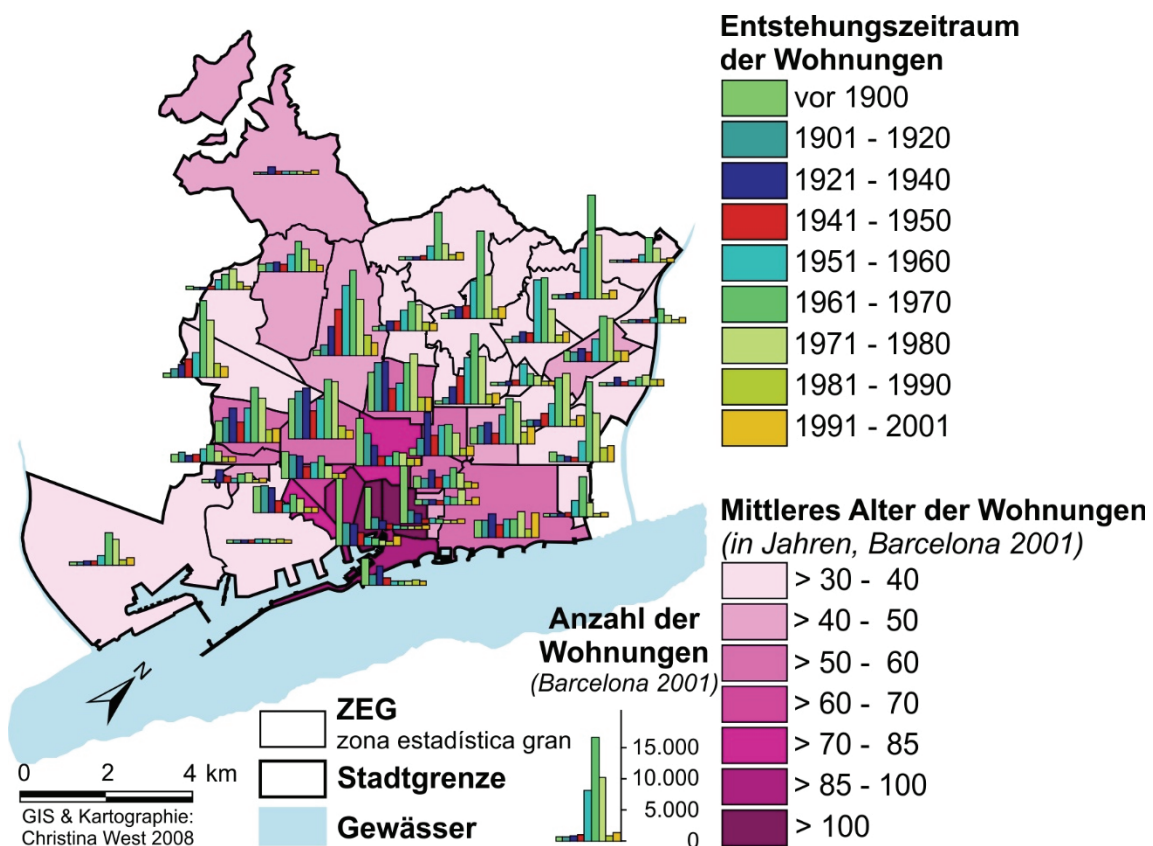 Entstehungszeitraum
der Wohnungen
vor 1900
1901 - 1920
1921 - 1940
1941 - 1950
1951 - 1960
1961 - 1970
1971 - 1980
1981 - 1990
1991 - 2001
Mittleres Alter der Wohnungen
(in Jahren, Barcelona 2001)
> 30 - 40
> 40 - 50
> 50 - 60
> 60 - 70
> 70 - 85
> 85 - 100
> 100
Anzahl der
Wohnungen
(Barcelona 2001)
15.000
10.000
5.000
0
N
ZEG
zona estadística gran
Stadtgrenze
Gewässer
0 2 4 km
GIS & Kartographie:
Christina West 2008